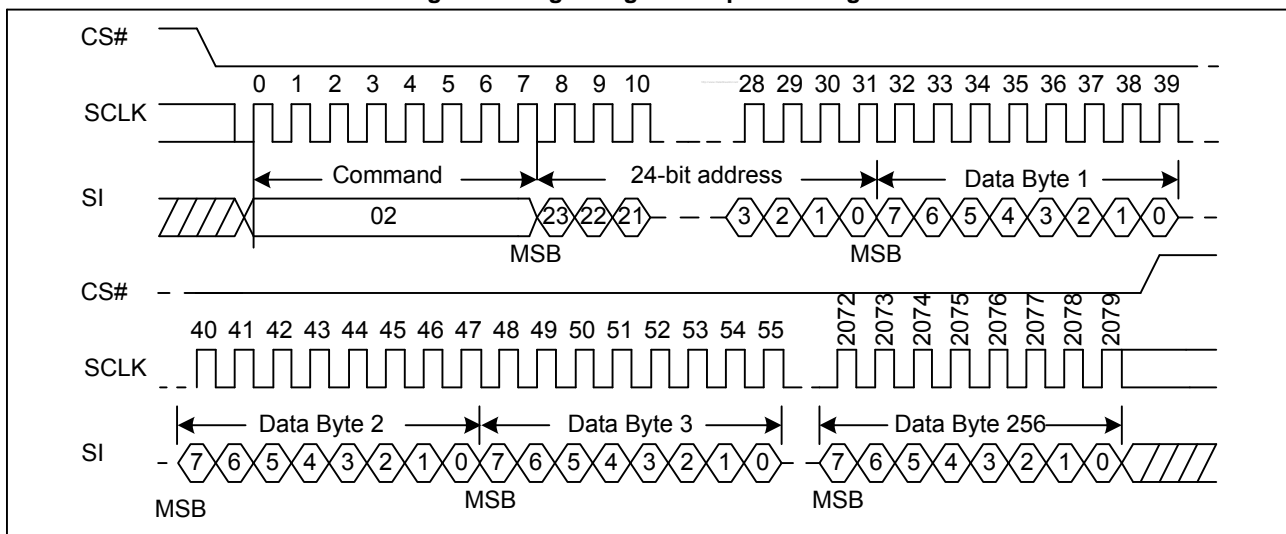 CS#
0 1 2 3 4 5 6 7 8 9 10 28 29 30 31 32 33 34 35 36 37 38 39
SCLK
Command 24-bit address Data Byte 1
SI
02 23 22 21 3 2 1 0 7 6 5 4 3 2 1 0
MSB MSB
CS#
40 41 42 43 44 45 46 47 48 49 50 51 52 53 54 55 2072 2073 2074 2075 2076 2077 2078 2079
SCLK
Data Byte 2 Data Byte 3 Data Byte 256
SI
7 6 5 4 3 2 1 0 7 6 5 4 3 2 1 0 7 6 5 4 3 2 1 0
MSB MSB MSB